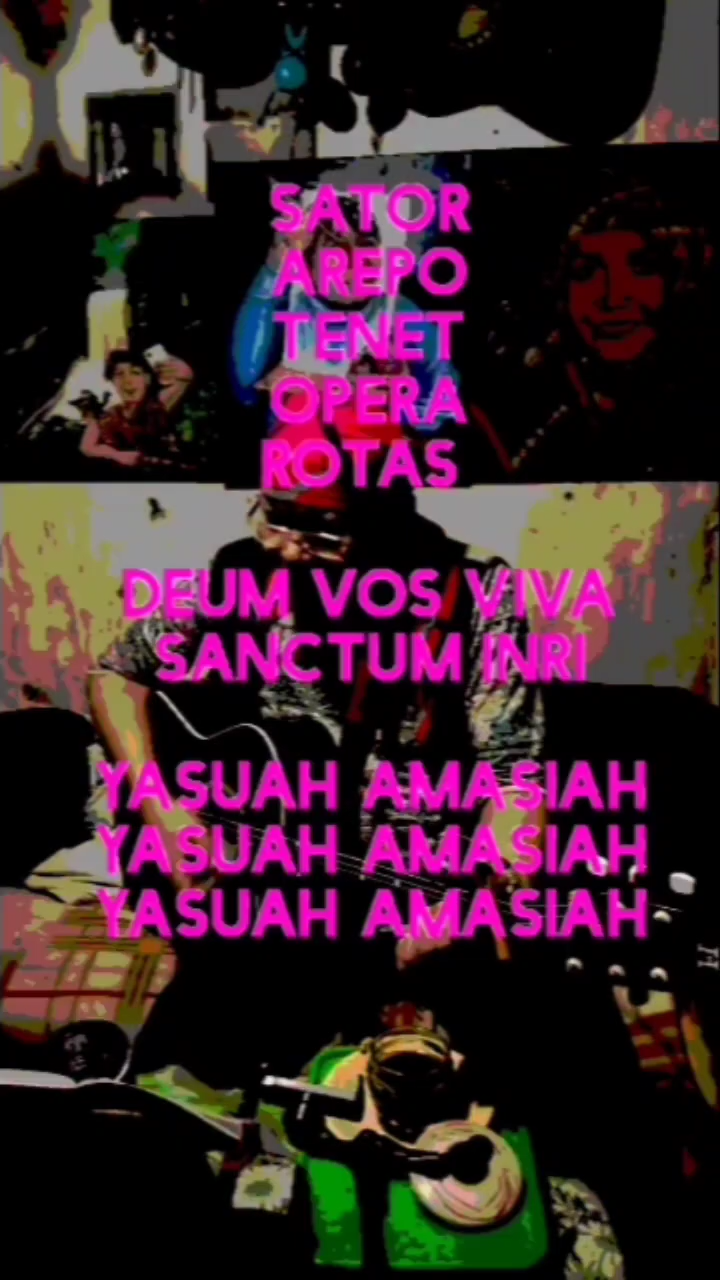 SATOR
AREPO
TENET
OPERA
ROTAS
DEUM VOS VIVA
SANCTUM INRI
YASUAH AMASIAH
YASUAH AMASIAH
YASUAH AMASIAH